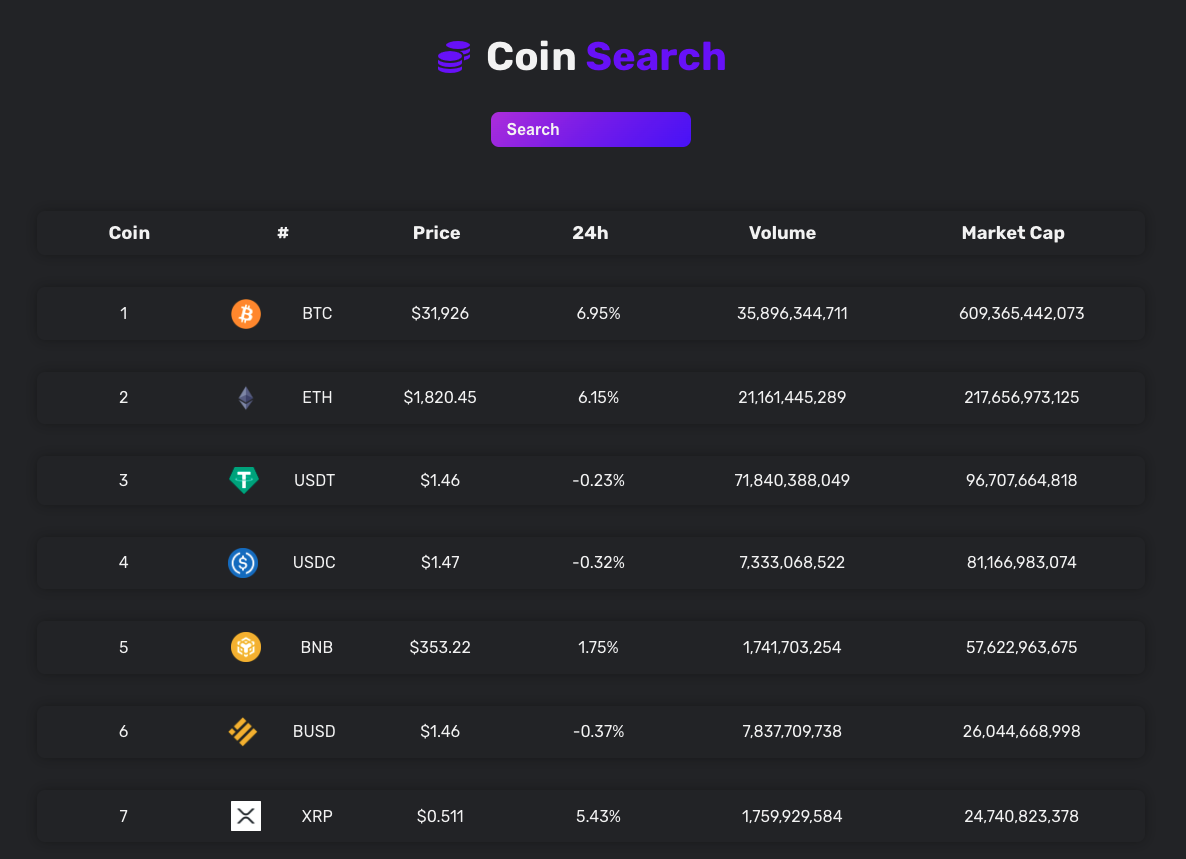 Coin Search
Search
Coin # Price 24h Volume Market Cap
1 BTC $31,926 6.95% 35,896,344,711 609,365,442,073
2 ETH $1,820.45 6.15% 21,161,445,289 217,656,973,125
3 USDT $1.46 -0.23% 71,840,388,049 96,707,664,818
4 USDC $1.47 -0.32% 7,333,068,522 81,166,983,074
5 BNB $353.22 1.75% 1,741,703,254 57,622,963,675
6 BUSD $1.46 -0.37% 7,837,709,738 26,044,668,998
7 XRP $0.511 5.43% 1,759,929,584 24,740,823,378